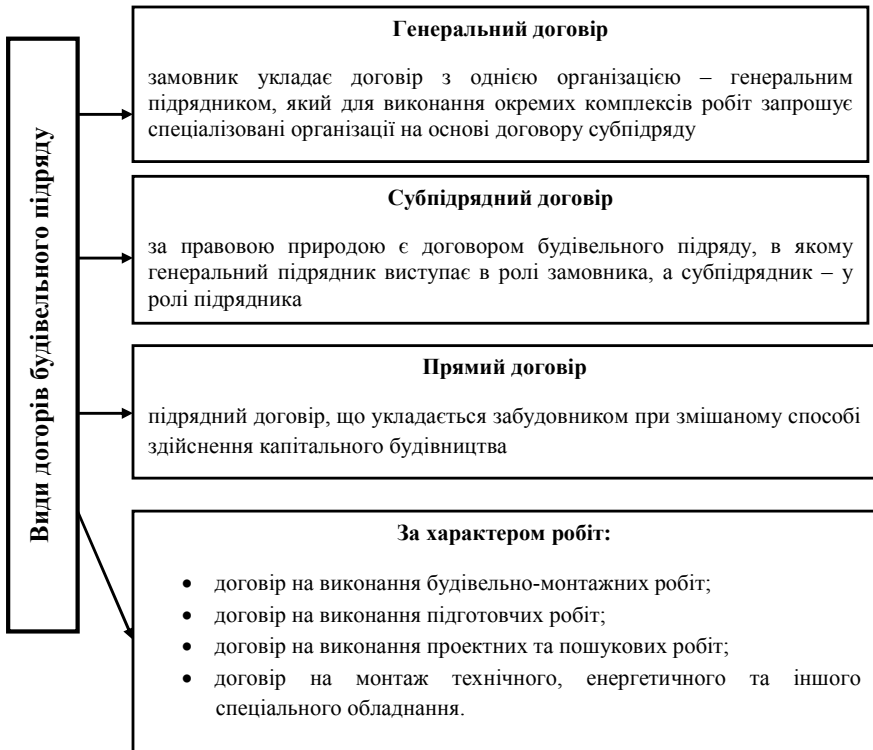 Види догорів будівельного підряду
Генеральний договір
замовник укладає договір з однією організацією – генеральним
підрядником, який для виконання окремих комплексів робіт запрошує
спеціалізовані організації на основі договору субпідряду
Субпідрядний договір
за правовою природою є договором будівельного підряду, в якому
генеральний підрядник виступає в ролі замовника, а субпідрядник – у
ролі підрядника
Прямий договір
підрядний договір, що укладається забудовником при змішаному способі
здійснення капітального будівництва
За характером робіт:
• договір на виконання будівельно-монтажних робіт;
• договір на виконання підготовчих робіт;
• договір на виконання проектних та пошукових робіт;
• договір на монтаж технічного, енергетичного та іншого
спеціального обладнання.